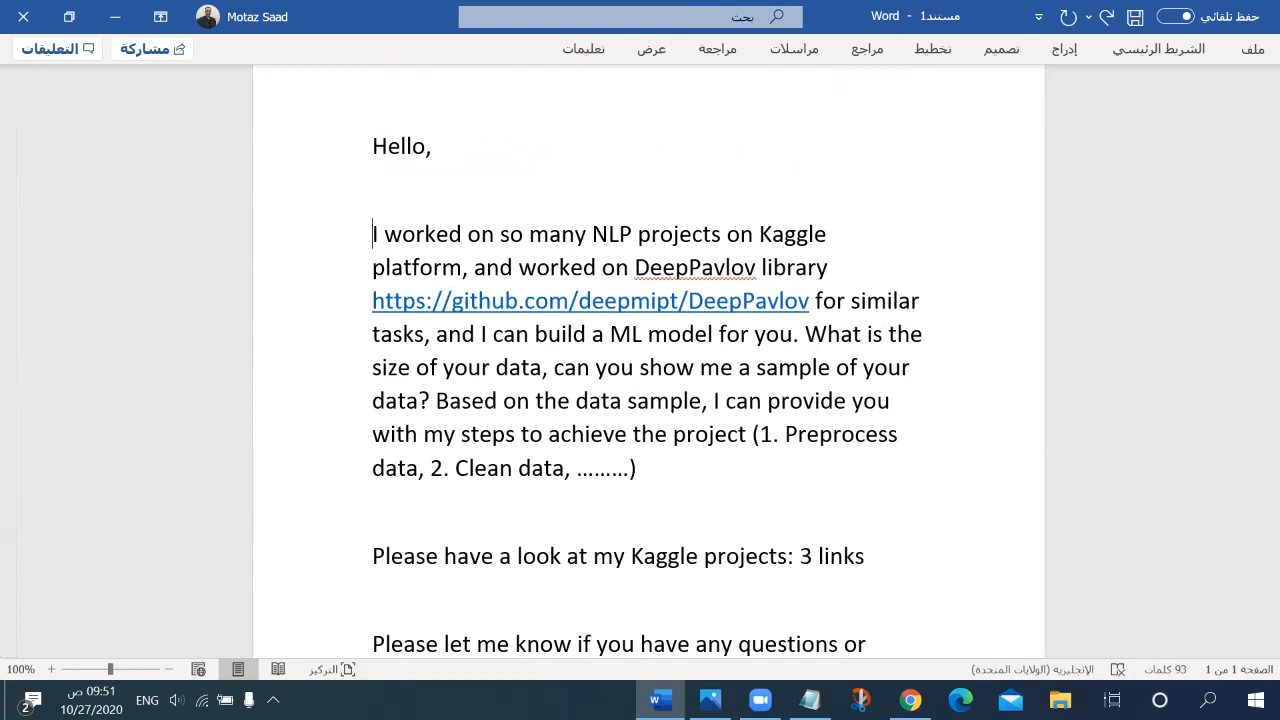 حفظ تلقائي
مستند1 - Word
بحث
Motaz Saad
ملف الشريط الرئيسي إدراج تصميم تخطيط مراجع مراسلات مراجعة عرض تعليمات
مشاركة
التعليقات
Hello,
I worked on so many NLP projects on Kaggle
platform, and worked on DeepPavlov library
https://github.com/deepmipt/DeepPavlov for similar
tasks, and I can build a ML model for you. What is the
size of your data, can you show me a sample of your
data? Based on the data sample, I can provide you
with my steps to achieve the project (1. Preprocess
data, 2. Clean data, ………)
Please have a look at my Kaggle projects: 3 links
Please let me know if you have any questions or
الصفحة 1 من 1
93 كلمات
الإنجليزية (الولايات المتحدة)
التركيز
100%
ENG
09:51 ص
10/27/2020
2